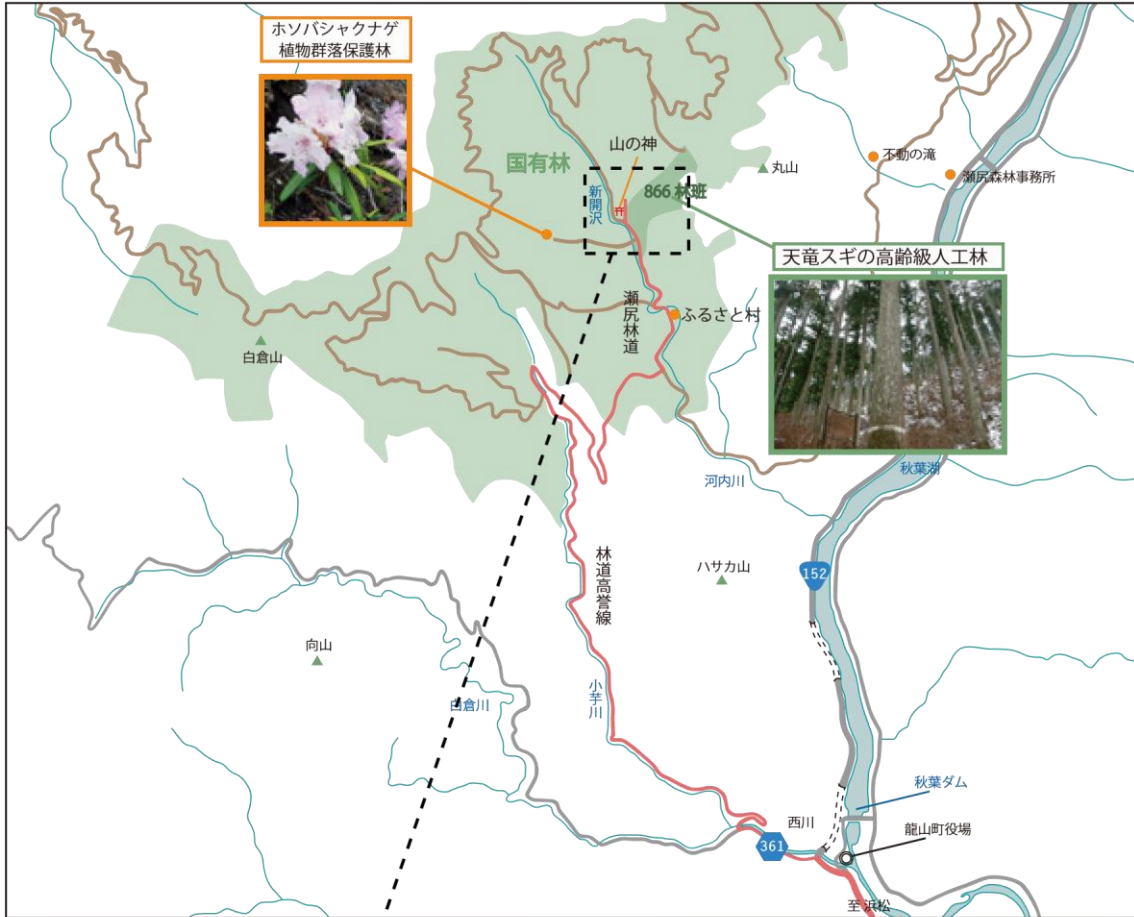 ホソバシャクナゲ
植物群落保護林
山の神
国有林
866 林班
新開沢
丸山
不動の滝
瀬尻森林事務所
天竜スギの高齢級人工林
瀬尻林道
ふるさと村
白倉山
河内川
秋葉湖
152
ハサカ山
林道高誉線
向山
小芋川
白倉川
秋葉ダム
西川
龍山町役場
361
至 浜松